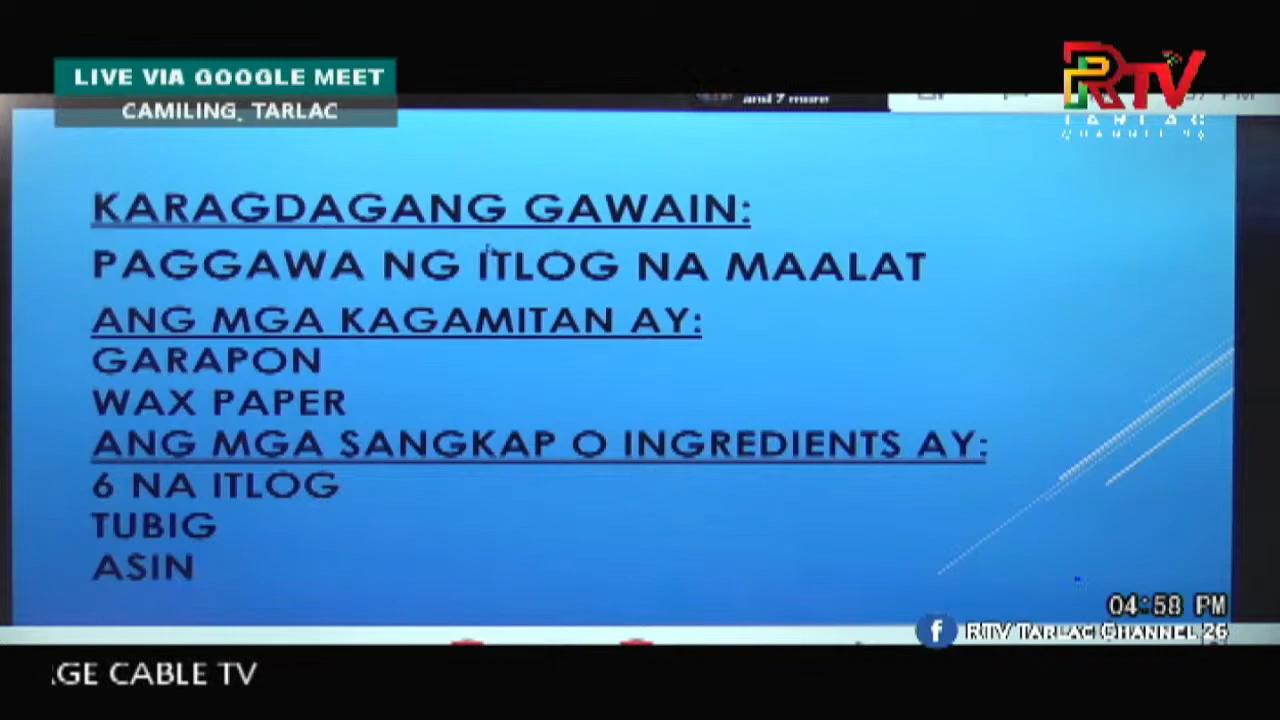 LIVE VIA GOOGLE MEET
CAMILING, TARLAC
and 7 more
RTV
TARLAC
CHANNEL 26
KARAGDAGANG GAWAIN:
PAGGAWA NG ITLOG NA MAALAT
ANG MGA KAGAMITAN AY:
GARAPON
WAX PAPER
ANG MGA SANGKAP O INGREDIENTS AY:
6 NA ITLOG
TUBIG
ASIN
04:58 PM
RTV TARLAC CHANNEL 26
CABLE TV